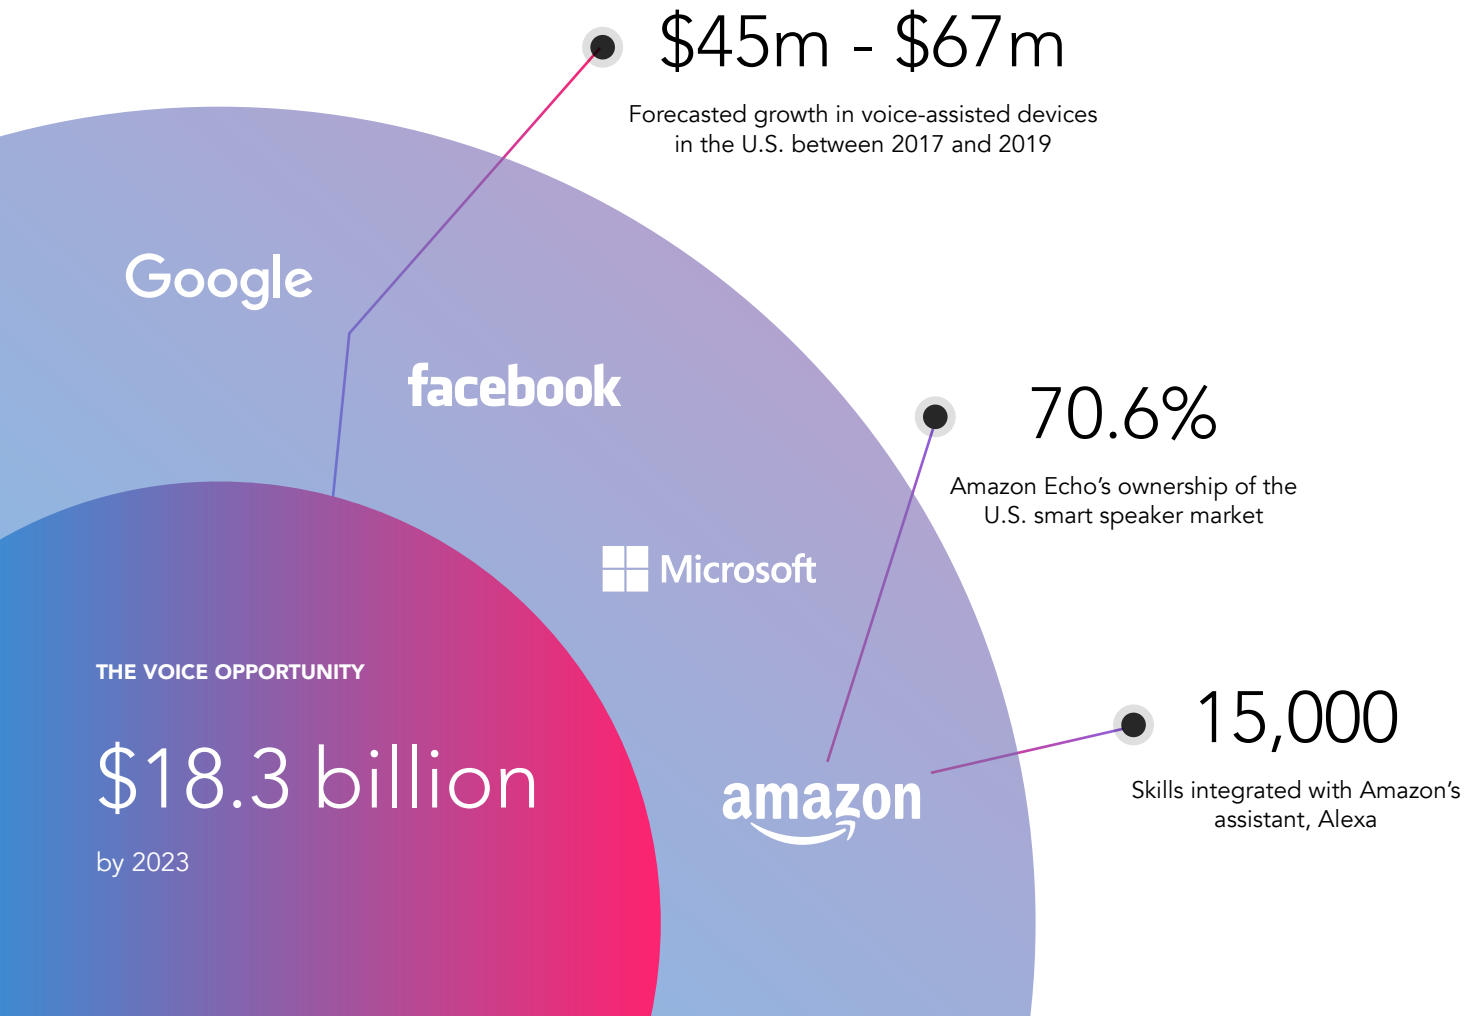 $45m - $67m
Forecasted growth in voice-assisted devices
in the U.S. between 2017 and 2019
Google
facebook
70.6%
Amazon Echo’s ownership of the
U.S. smart speaker market
Microsoft
THE VOICE OPPORTUNITY
$18.3 billion
by 2023
amazon
15,000
Skills integrated with Amazon’s
assistant, Alexa